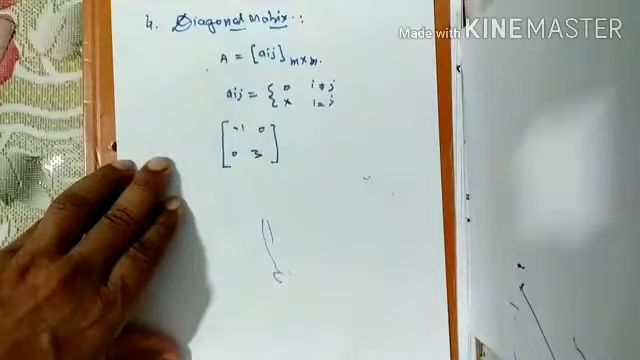 Made with KINEMASTER
4. Diagonal Matrix :
A = [aij] m x n.
aij = { 0 i ≠ j
{ x i = j
[ -1 0
0 3 ]